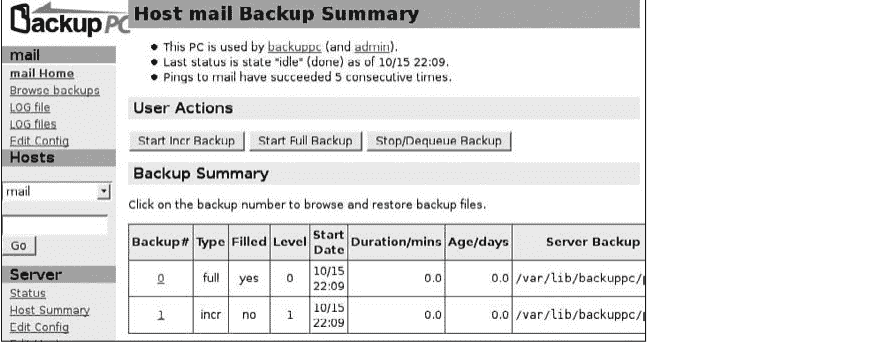 BackupPC
mail
mail Home
Browse backups
LOG file
LOG files
Edit Config
Hosts
mail
Go
Server
Status
Host Summary
Edit Config
Host mail Backup Summary
This PC is used by backuppc (and admin).
Last status is state "idle" (done) as of 10/15 22:09.
Pings to mail have succeeded 5 consecutive times.
User Actions
Start Incr Backup Start Full Backup Stop/Dequeue Backup
Backup Summary
Click on the backup number to browse and restore backup files.
Backup# Type Filled Level Start Date Duration/mins Age/days Server Backup
0 full yes 0 10/15 22:09 0.0 0.0 /var/lib/backuppc/
1 incr no 1 10/15 22:09 0.0 0.0 /var/lib/backuppc/